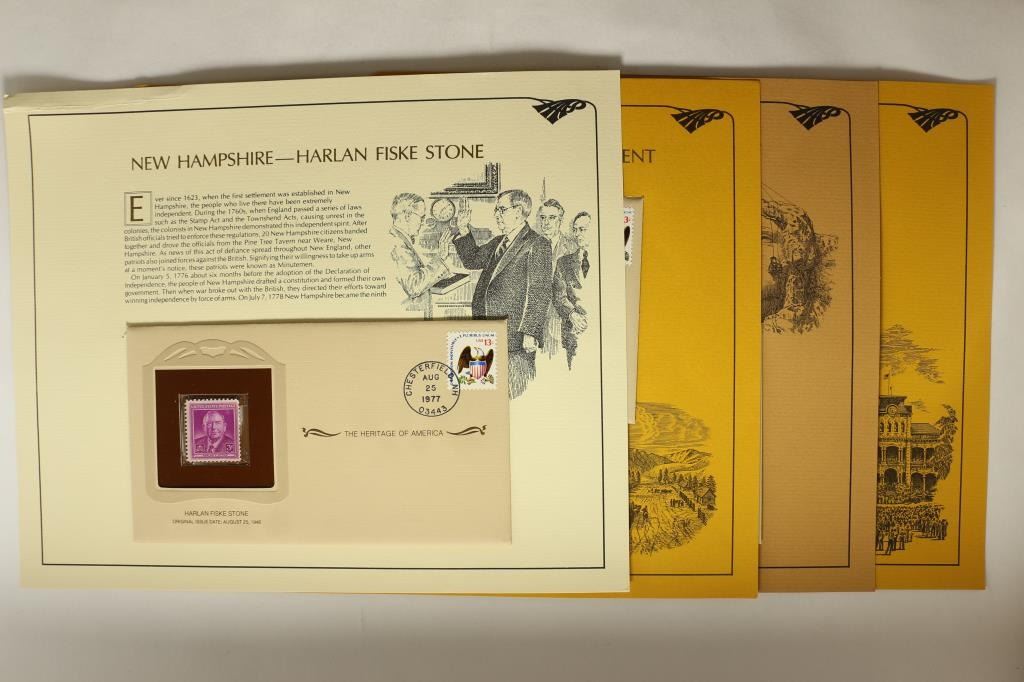 NEW HAMPSHIRE—HARLAN FISKE STONE
Ever since 1623, when the first settlement was established in New
Hampshire, the people who live there have been extremely
independent. During the 1760s, when England passed a series of laws
such as the Stamp Act and the Townshend Acts, causing unrest in the
colonies, the colonists in New Hampshire demonstrated this independent spirit. After
British officials tried to enforce these regulations, 20 New Hampshire citizens banded
together and drove the officials from the Pine Tree Tavern near Weare, New
Hampshire. As news of this act of defiance spread throughout New England, other
patriots also joined forces against the British. Signifying their willingness to take up arms
at a moment's notice, these patriots were known as Minutemen.
On January 5, 1776 about six months before the adoption of the Declaration of
Independence, the people of New Hampshire drafted a constitution and formed their own
government. Then when war broke out with the British, they directed their efforts toward
winning independence by force of arms. On July 7, 1778 New Hampshire became the ninth
E PLURIBUS UNUM
USA 13c
CHESTERFIELD, NH
AUG
25
1977
03443
THE HERITAGE OF AMERICA
UNITED STATES POSTAGE
3c
HARLAN FISKE STONE
ORIGINAL ISSUE DATE: AUGUST 25, 1948
ENT
3c